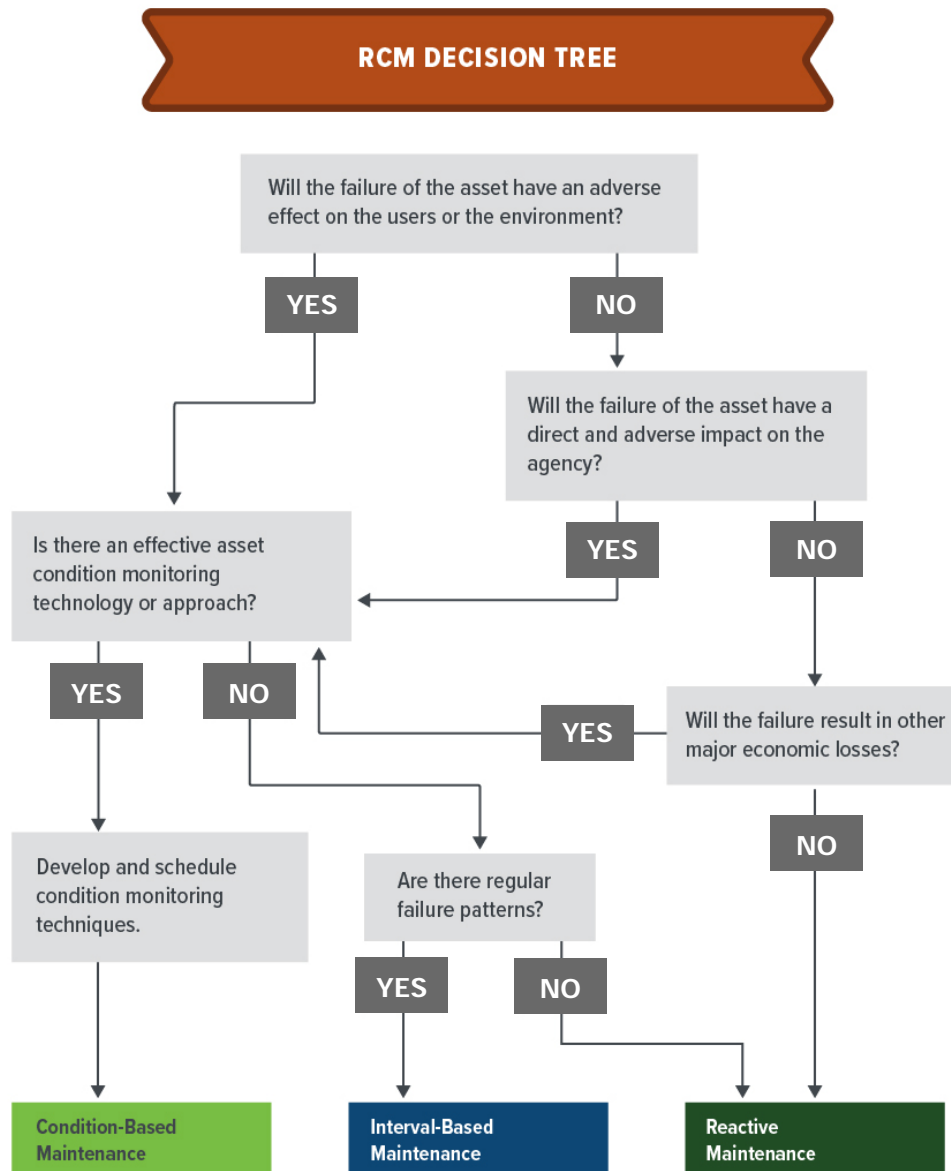 RCM DECISION TREE
Will the failure of the asset have an adverse
effect on the users or the environment?
YES
NO
Will the failure of the asset have a
direct and adverse impact on the
agency?
YES
NO
Is there an effective asset
condition monitoring
technology or approach?
YES
NO
Will the failure result in other
major economic losses?
YES
NO
Develop and schedule
condition monitoring
techniques.
Are there regular
failure patterns?
YES
NO
Condition-Based
Maintenance
Interval-Based
Maintenance
Reactive
Maintenance